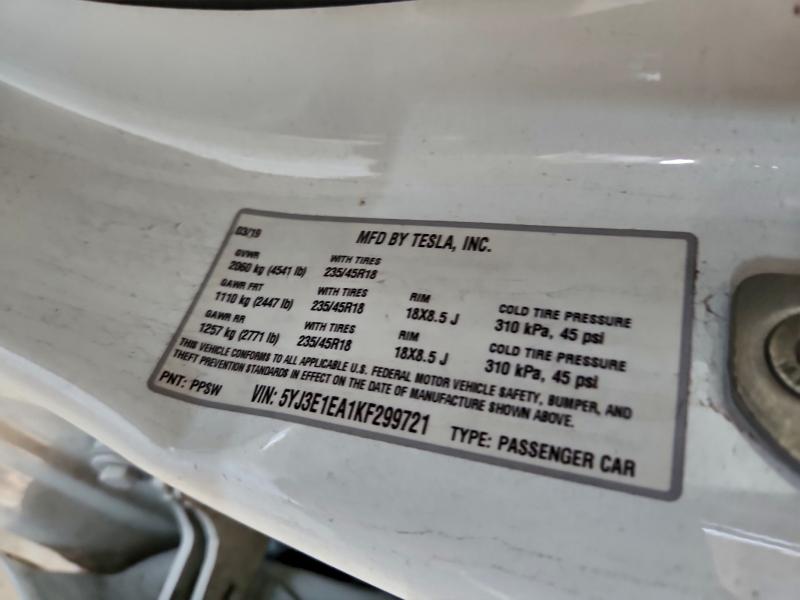 03/19
MFD BY TESLA, INC.
GVWR WITH TIRES
2060 kg (4541 lb) 235/45R18
GAWR FRT WITH TIRES RIM COLD TIRE PRESSURE
1110 kg (2447 lb) 235/45R18 18X8.5 J 310 kPa, 45 psi
GAWR RR WITH TIRES RIM COLD TIRE PRESSURE
1257 kg (2771 lb) 235/45R18 18X8.5 J 310 kPa, 45 psi
THIS VEHICLE CONFORMS TO ALL APPLICABLE U.S. FEDERAL MOTOR VEHICLE SAFETY, BUMPER, AND
THEFT PREVENTION STANDARDS IN EFFECT ON THE DATE OF MANUFACTURE SHOWN ABOVE.
PNT: PPSW VIN: 5YJ3E1EA1KF299721 TYPE: PASSENGER CAR